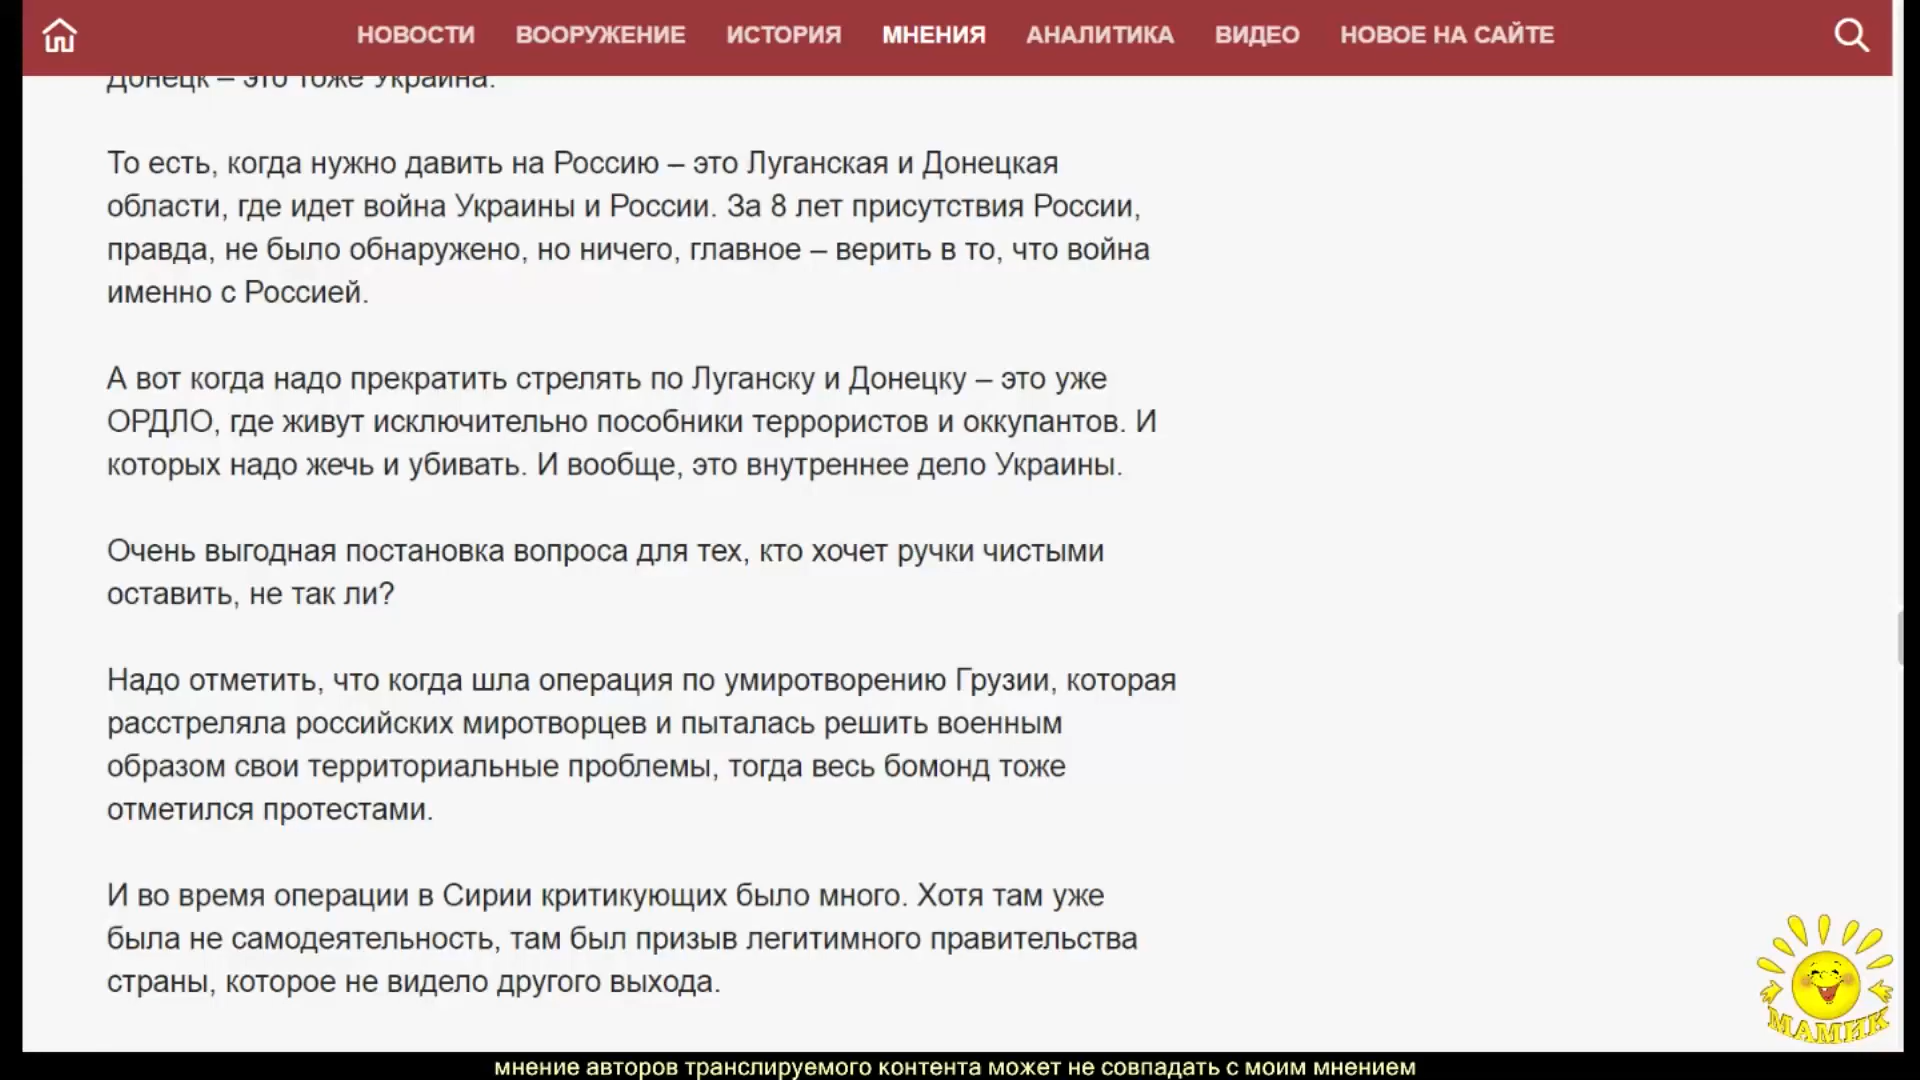 НОВОСТИ ВООРУЖЕНИЕ ИСТОРИЯ МНЕНИЯ АНАЛИТИКА ВИДЕО НОВОЕ НА САЙТЕ
Донецк – это тоже Украина.
То есть, когда нужно давить на Россию – это Луганская и Донецкая
области, где идет война Украины и России. За 8 лет присутствия России,
правда, не было обнаружено, но ничего, главное – верить в то, что война
именно с Россией.
А вот когда надо прекратить стрелять по Луганску и Донецку – это уже
ОРДЛО, где живут исключительно пособники террористов и оккупантов. И
которых надо жечь и убивать. И вообще, это внутреннее дело Украины.
Очень выгодная постановка вопроса для тех, кто хочет ручки чистыми
оставить, не так ли?
Надо отметить, что когда шла операция по умиротворению Грузии, которая
расстреляла российских миротворцев и пыталась решить военным
образом свои территориальные проблемы, тогда весь бомонд тоже
отметился протестами.
И во время операции в Сирии критикующих было много. Хотя там уже
была не самодеятельность, там был призыв легитимного правительства
страны, которое не видело другого выхода.
МАМИК
мнение авторов транслируемого контента может не совпадать с моим мнением